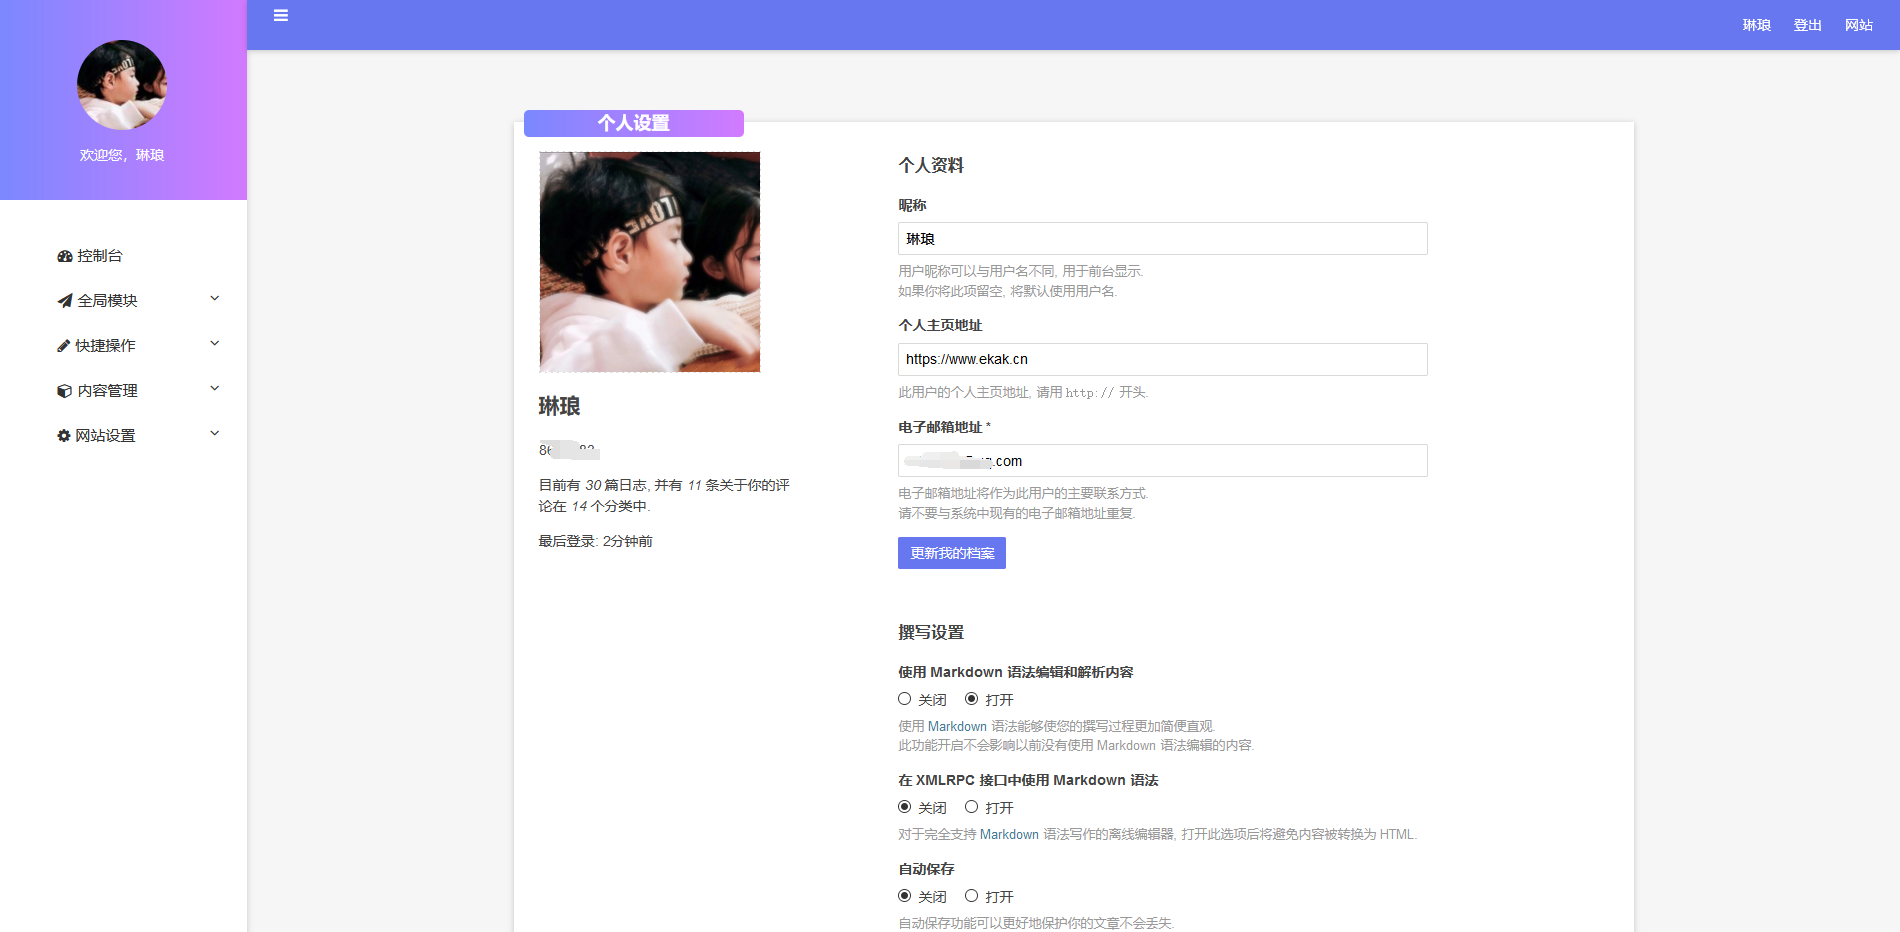 琳琅 登出 网站
欢迎您，琳琅
控制台
全局模块
快捷操作
内容管理
网站设置
个人设置
琳琅
目前有 30 篇日志, 并有 11 条关于你的评
论在 14 个分类中.
最后登录: 2分钟前
个人资料
昵称
琳琅
用户昵称可以与用户名不同, 用于前台显示.
如果你将此项留空, 将默认使用用户名.
个人主页地址
https://www.ekak.cn
此用户的个人主页地址, 请用 http:// 开头.
电子邮箱地址 *
.com
电子邮箱地址将作为此用户的主要联系方式.
请不要与系统中现有的电子邮箱地址重复.
更新我的档案
撰写设置
使用 Markdown 语法编辑和解析内容
关闭 打开
使用 Markdown 语法能够使您的撰写过程更加简便直观.
此功能开启不会影响以前没有使用 Markdown 语法编辑的内容.
在 XMLRPC 接口中使用 Markdown 语法
关闭 打开
对于完全支持 Markdown 语法写作的离线编辑器, 打开此选项后将避免内容被转换为 HTML.
自动保存
关闭 打开
自动保存功能可以更好地保护你的文章不会丢失.